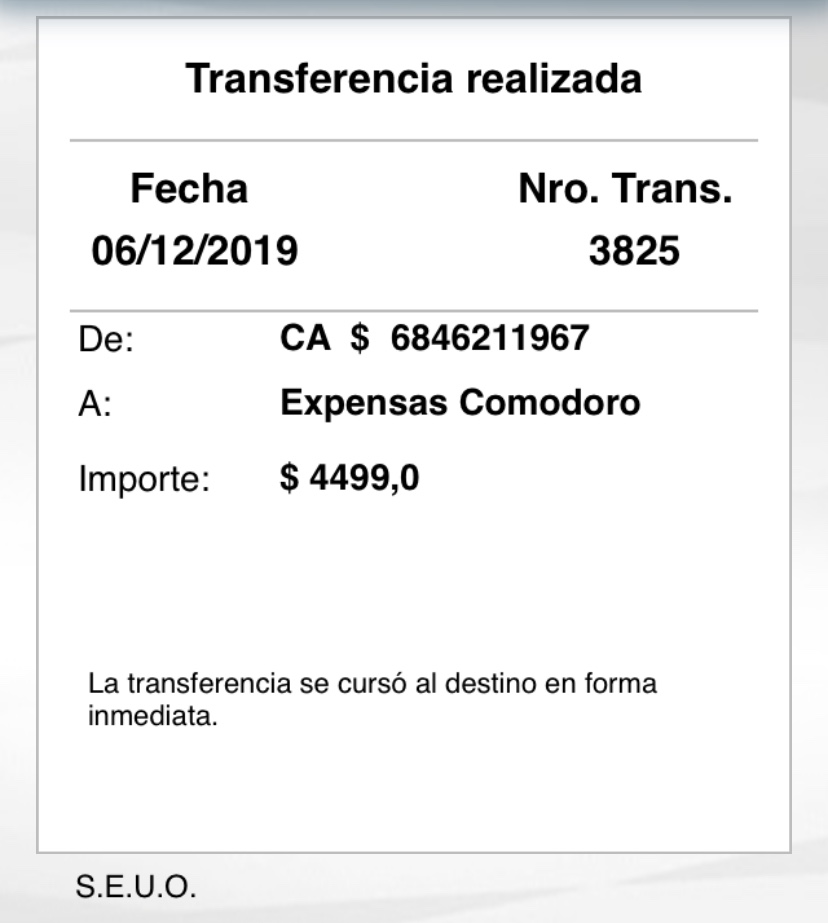 Transferencia realizada
Fecha Nro. Trans.
06/12/2019 3825
De: CA $ 6846211967
A: Expensas Comodoro
Importe: $ 4499,0
La transferencia se cursó al destino en forma
inmediata.
S.E.U.O.